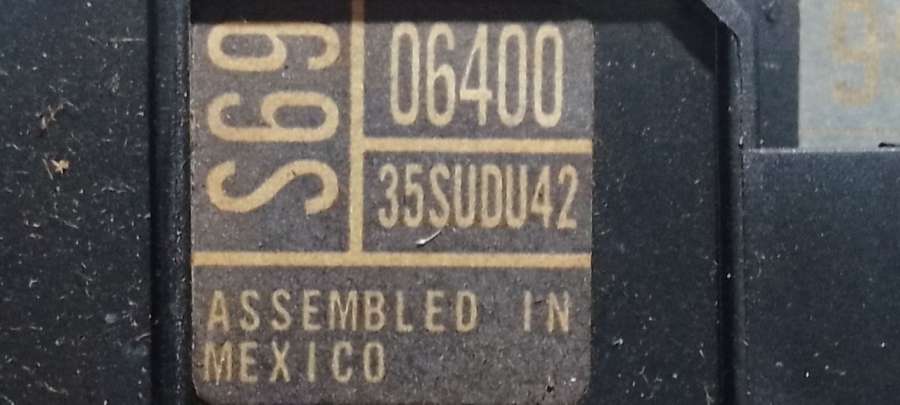 S69
06400
35SUDU42
ASSEMBLED IN
MEXICO